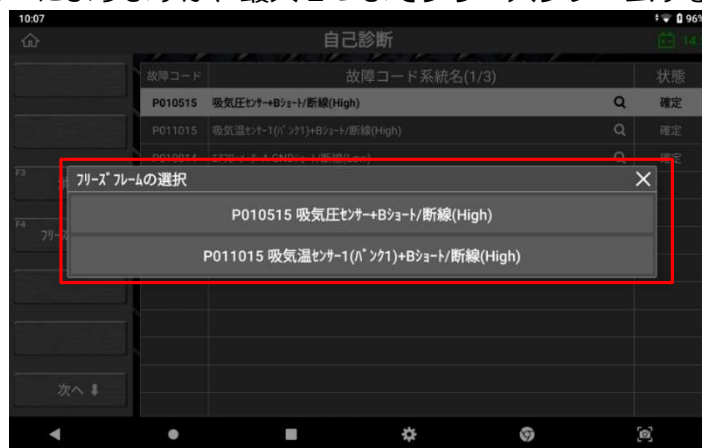 10:07
96%
自己診断
14.
故障コード
故障コード系統名(1/3)
状態
P010515 吸気圧ｾﾝｻｰ+Bｼｮｰﾄ/断線(High)
確定
P011015 吸気温ｾﾝｻｰ1(ﾊﾞﾝｸ1)+Bｼｮｰﾄ/断線(High)
確定
F3
ﾌﾘｰｽﾞﾌﾚｰﾑの選択
P010515 吸気圧ｾﾝｻｰ+Bｼｮｰﾄ/断線(High)
F4
P011015 吸気温ｾﾝｻｰ1(ﾊﾞﾝｸ1)+Bｼｮｰﾄ/断線(High)
次へ